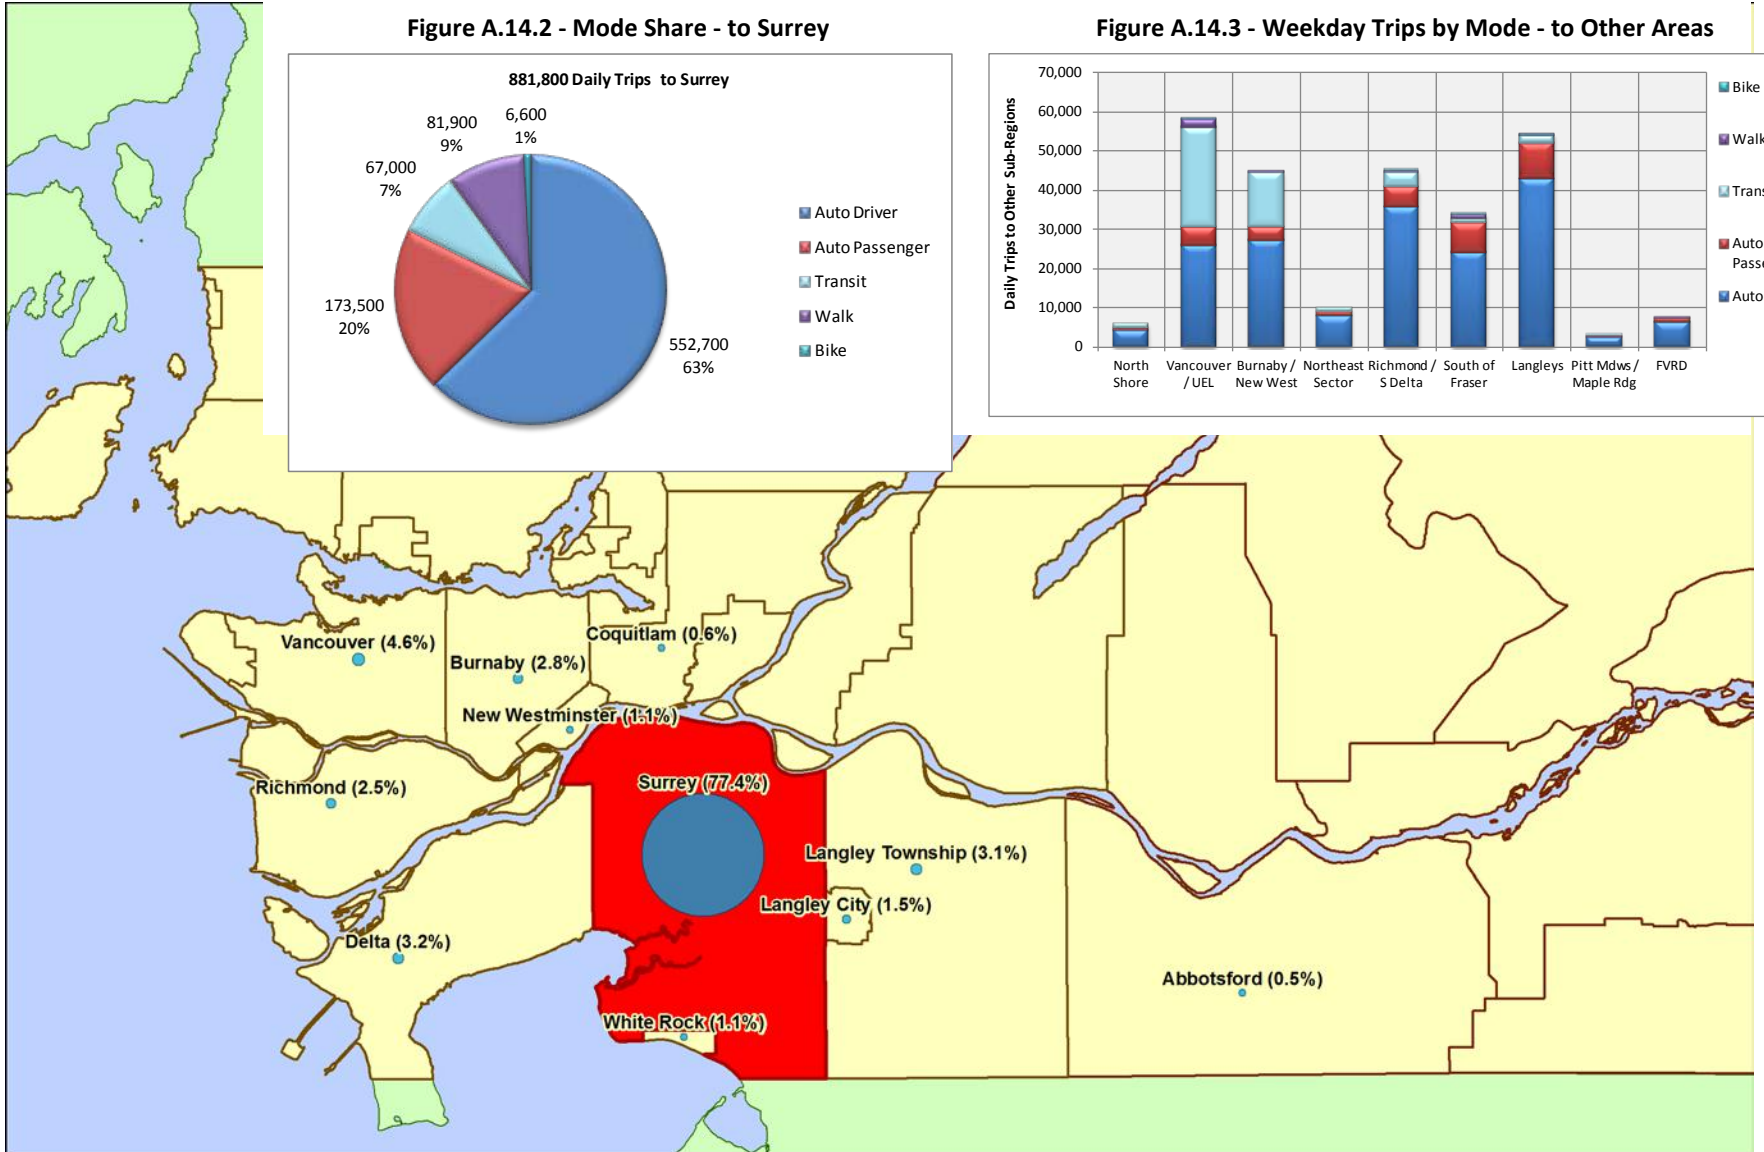 Figure A.14.2 - Mode Share - to Surrey
881,800 Daily Trips to Surrey
6,600
1%
81,900
9%
67,000
7%
173,500
20%
552,700
63%
Auto Driver
Auto Passenger
Transit
Walk
Bike
Figure A.14.3 - Weekday Trips by Mode - to Other Areas
Daily Trips to Other Sub-Regions
70,000
60,000
50,000
40,000
30,000
20,000
10,000
0
North
Shore
Vancouver
/ UEL
Burnaby /
New West
Northeast
Sector
Richmond /
S Delta
South of
Fraser
Langleys
Pitt Mdws /
Maple Rdg
FVRD
Bike
Walk
Trans
Auto
Passe
Auto
Vancouver (4.6%)
Burnaby (2.8%)
Coquitlam (0.6%)
New Westminster (1.1%)
Richmond (2.5%)
Surrey (77.4%)
Langley Township (3.1%)
Langley City (1.5%)
Delta (3.2%)
Abbotsford (0.5%)
White Rock (1.1%)